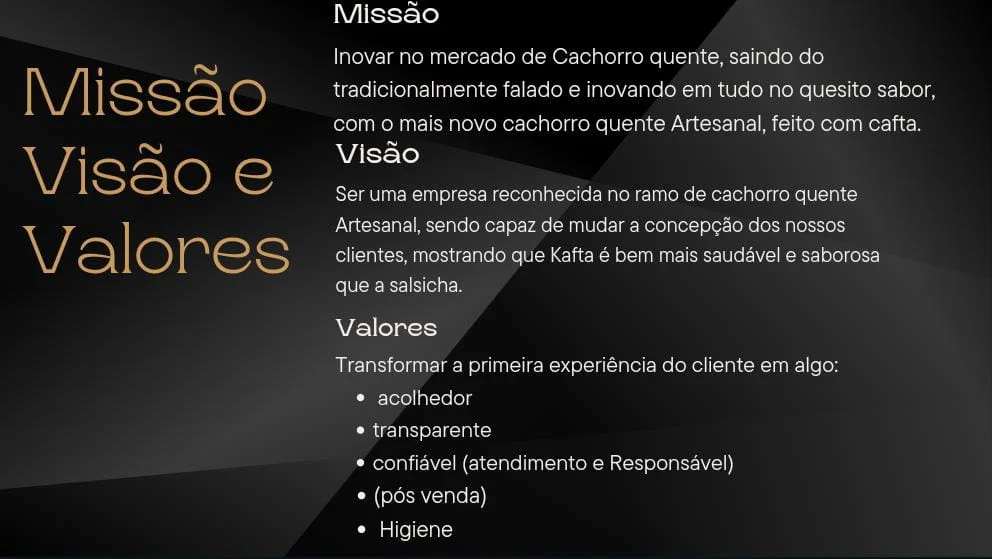 Missão
Visão e
Valores
Missão
Inovar no mercado de Cachorro quente, saindo do
tradicionalmente falado e inovando em tudo no quesito sabor,
com o mais novo cachorro quente Artesanal, feito com cafta.
Visão
Ser uma empresa reconhecida no ramo de cachorro quente
Artesanal, sendo capaz de mudar a concepção dos nossos
clientes, mostrando que Kafta é bem mais saudável e saborosa
que a salsicha.
Valores
Transformar a primeira experiência do cliente em algo:
• acolhedor
• transparente
• confiável (atendimento e Responsável)
• (pós venda)
• Higiene